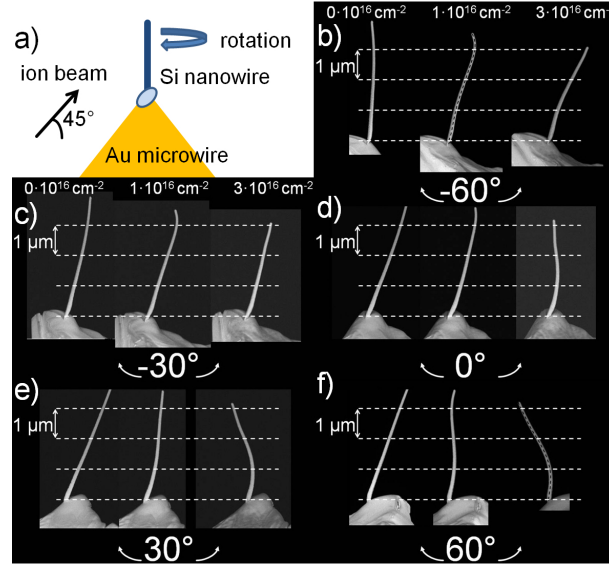 a)
rotation
ion beam
Si nanowire
45°
Au microwire
b)
0·10¹⁶ cm⁻²
1·10¹⁶ cm⁻²
3·10¹⁶ cm⁻²
1 µm
-60°
0·10¹⁶ cm⁻²
1·10¹⁶ cm⁻²
3·10¹⁶ cm⁻²
c)
1 µm
-30°
d)
1 µm
0°
e)
1 µm
30°
f)
1 µm
60°